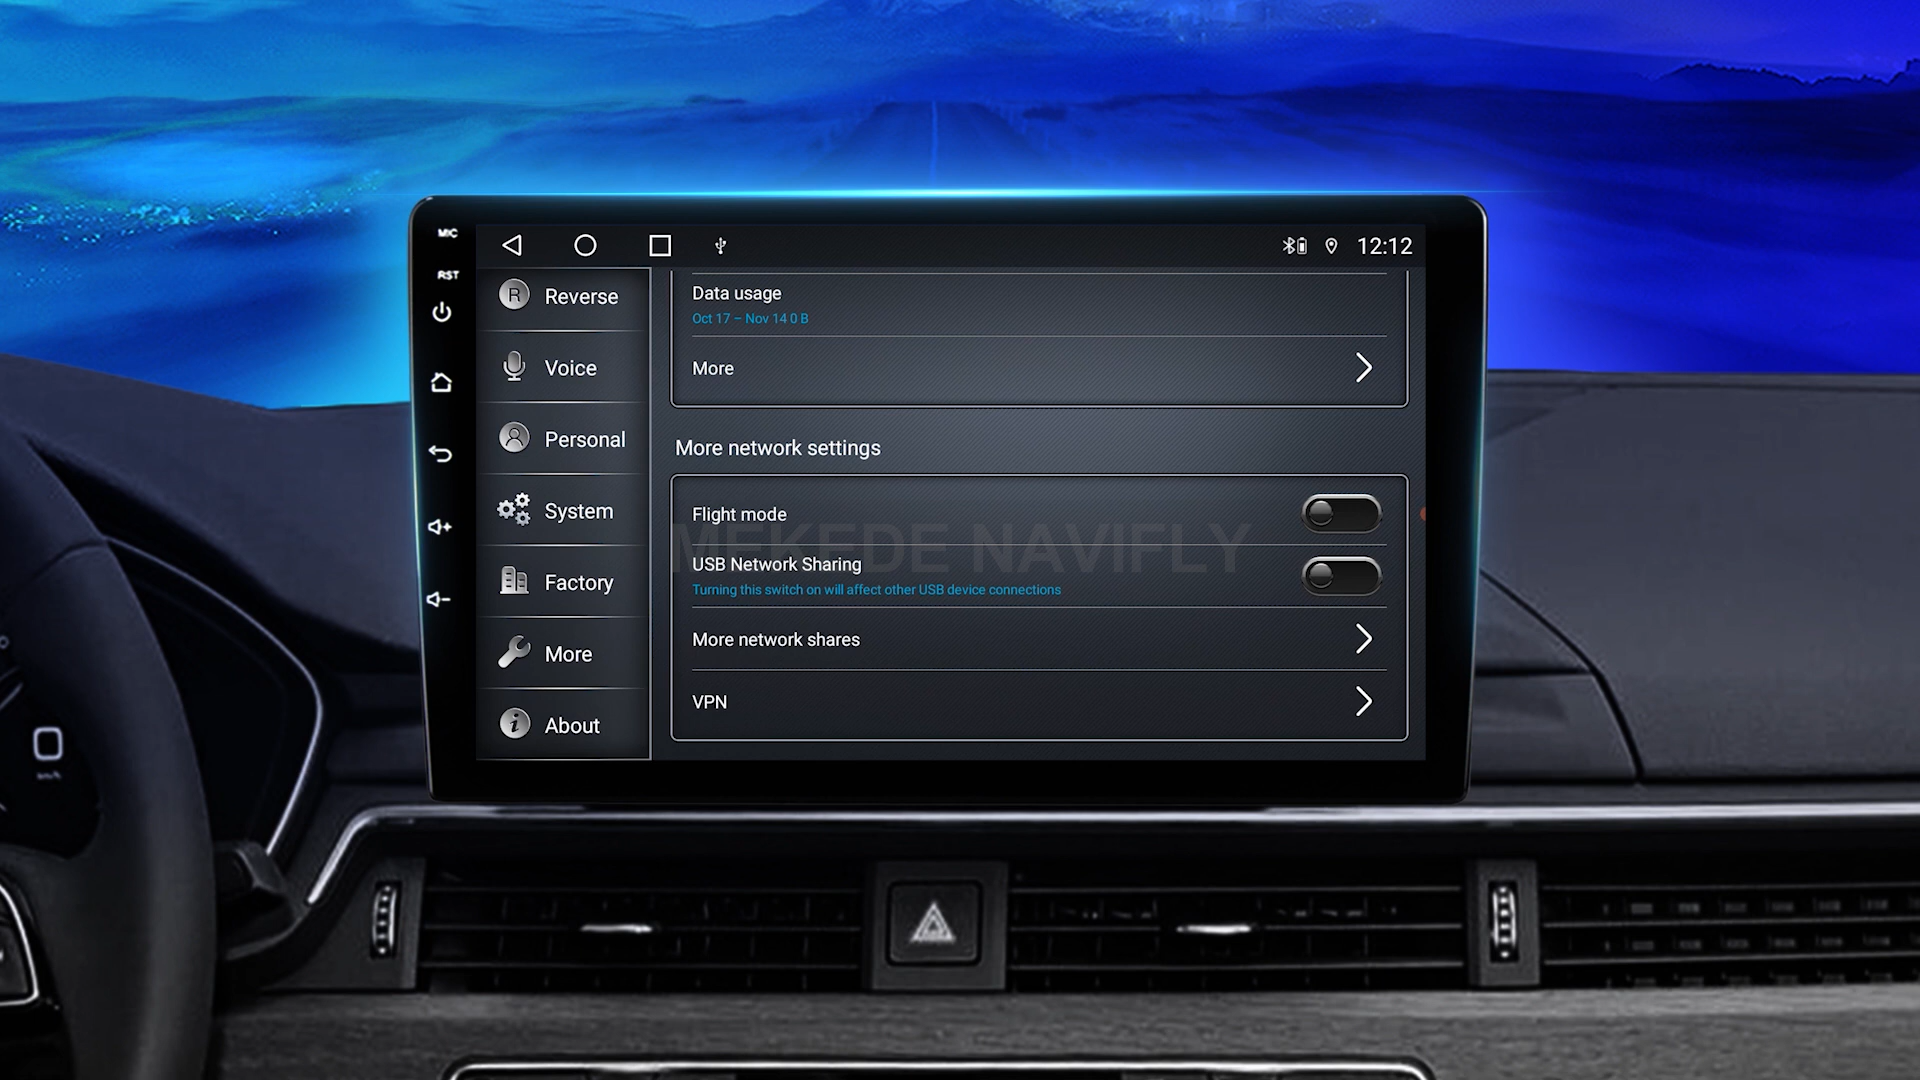 MIC
RST
12:12
R
Reverse
Voice
Personal
System
Factory
More
About
Data usage
Oct 17 – Nov 14 0 B
More
More network settings
Flight mode
USB Network Sharing
Turning this switch on will affect other USB device connections
More network shares
VPN
MEKEDE NAVIFLY